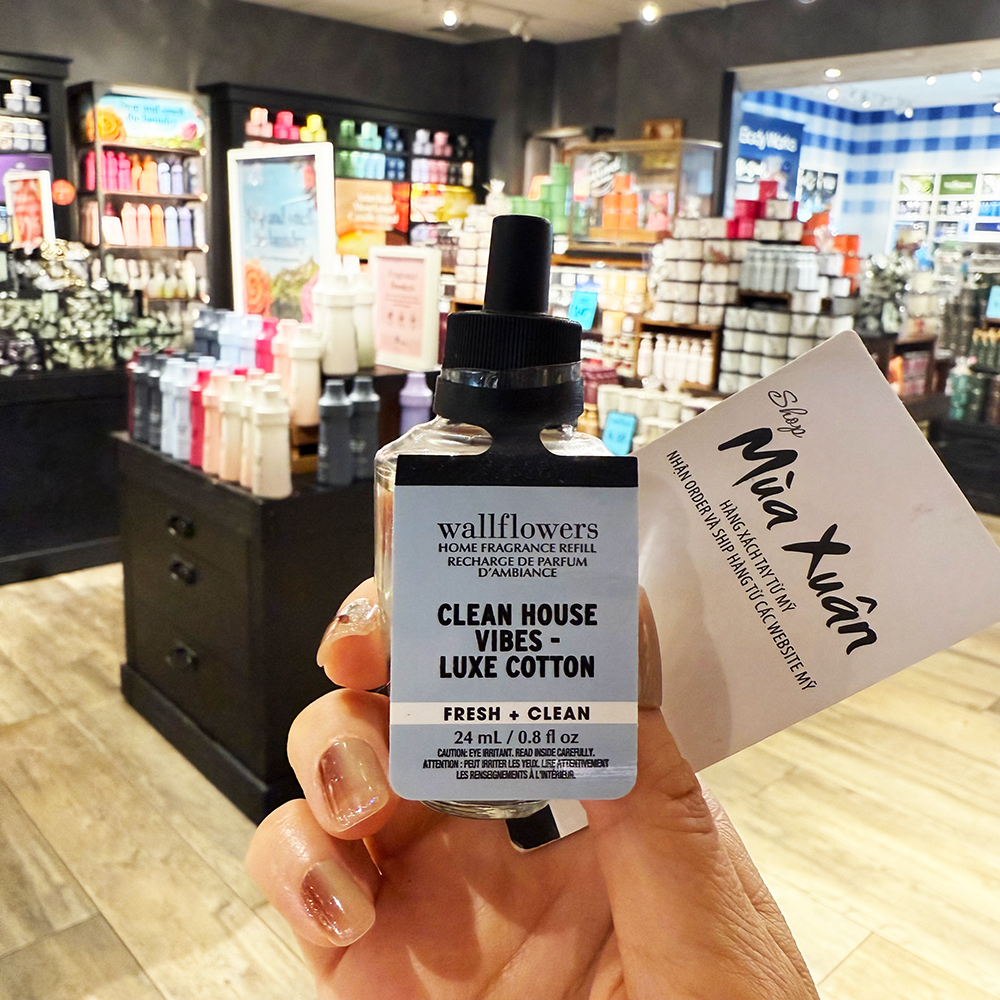 wallflowers
HOME FRAGRANCE REFILL
RECHARGE DE PARFUM
D'AMBIANCE
CLEAN HOUSE
VIBES -
LUXE COTTON
FRESH + CLEAN
24 mL / 0.8 fl oz
CAUTION: EYE IRRITANT. READ INSIDE CAREFULLY.
ATTENTION : PEUT IRRITER LES YEUX. LIRE ATTENTIVEMENT
LES RENSEIGNEMENTS À L'INTÉRIEUR.
Shop
Mùa Xuân
HÀNG XÁCH TAY TỪ MỸ
NHẬN ORDER VÀ SHIP HÀNG TỪ CÁC WEBSITE MỸ
Body Works